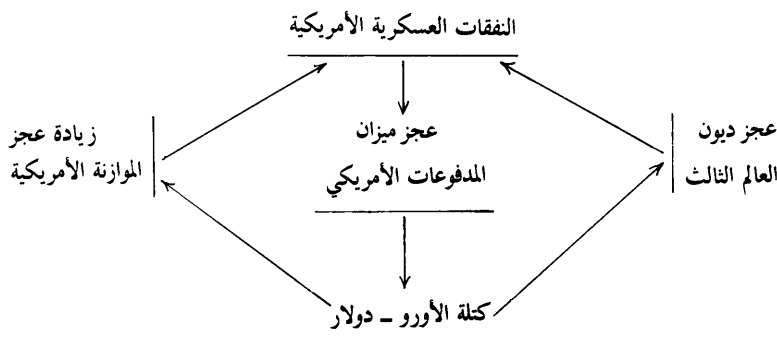 النفقات العسكرية الأمريكية
عجز ديون
العالم الثالث
عجز ميزان
المدفوعات الأمريكي
زيادة عجز
الموازنة الأمريكية
كتلة الأورو - دولار